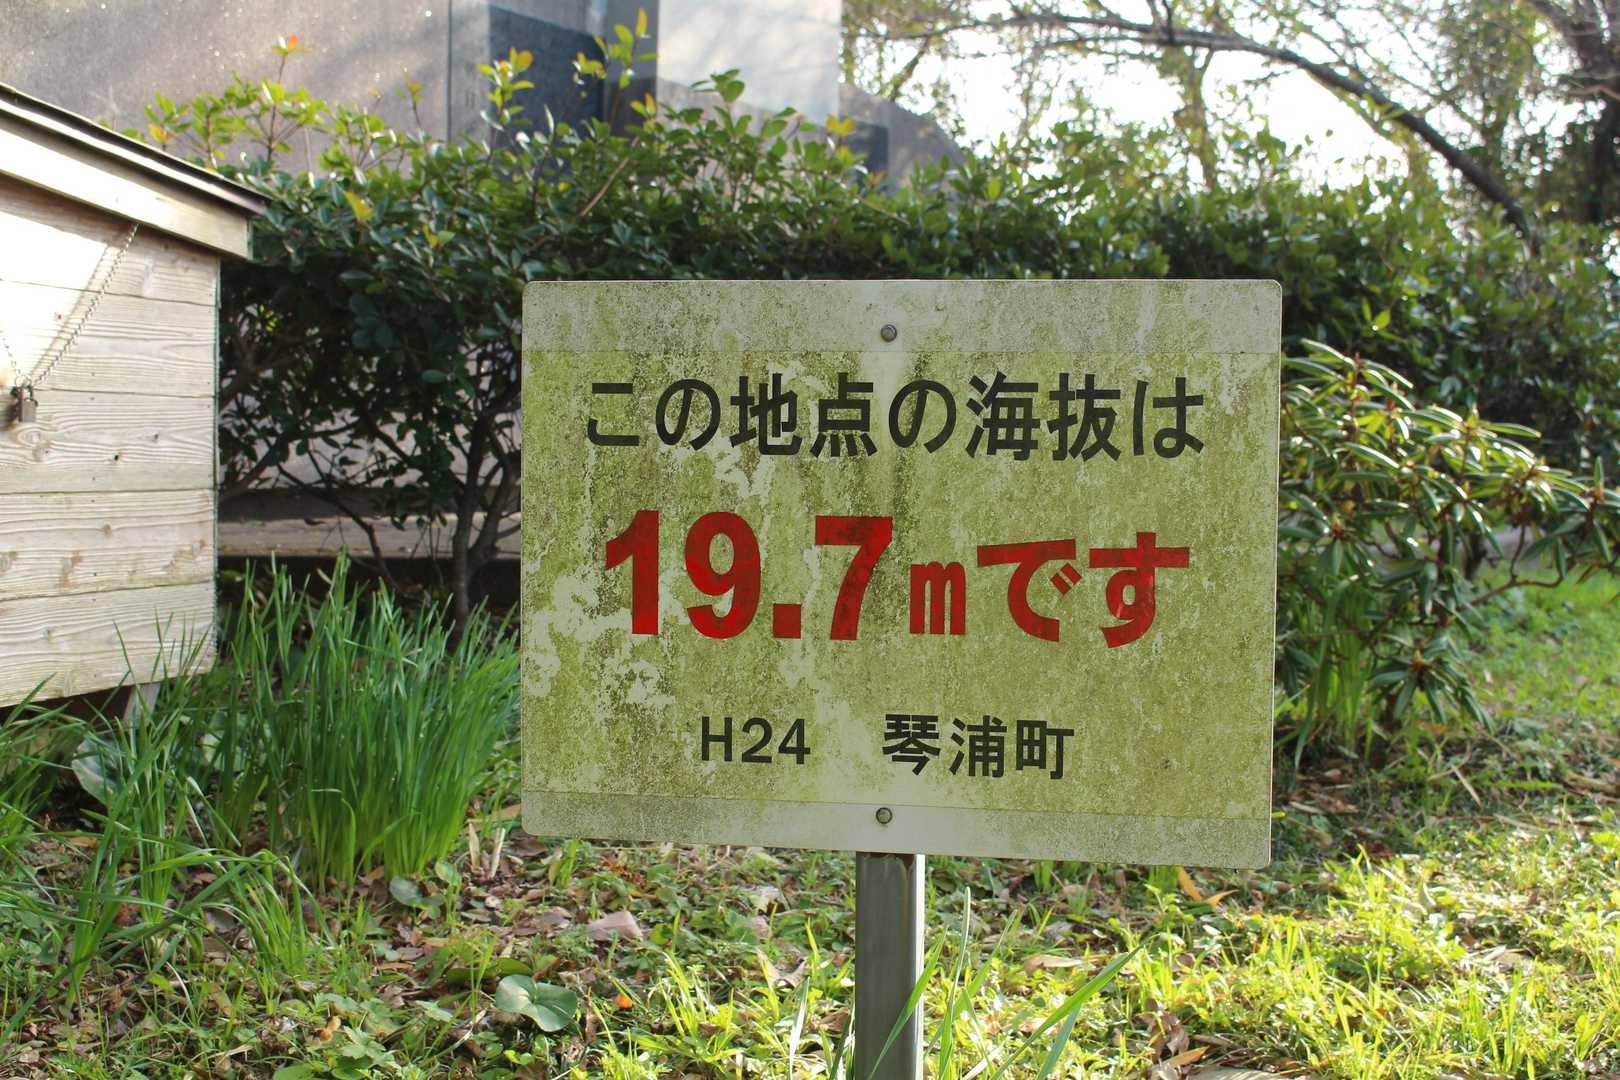 この地点の海抜は
19.7mです
H24　琴浦町